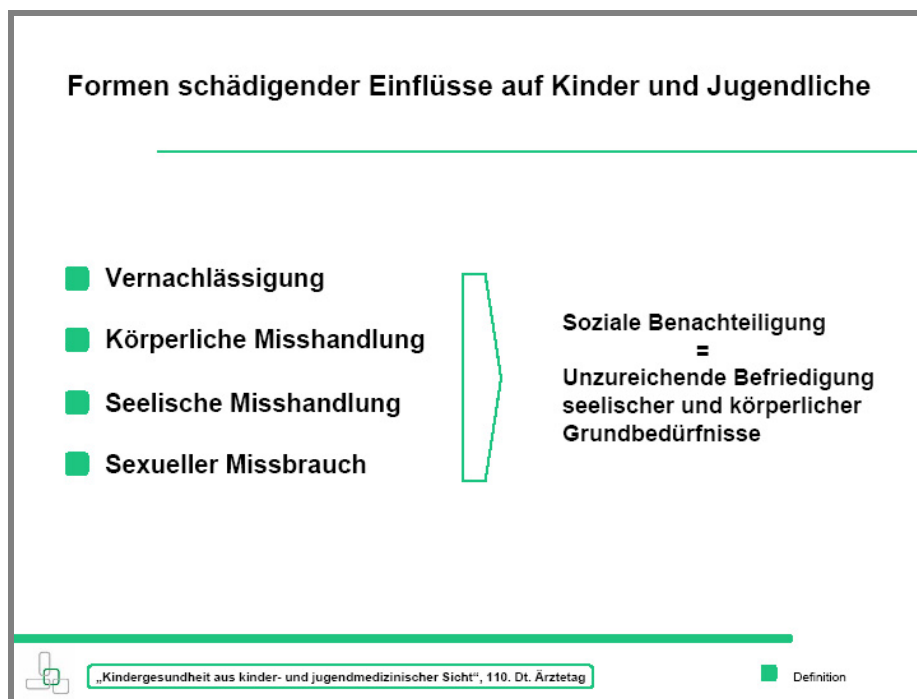 Formen schädigender Einflüsse auf Kinder und Jugendliche
Vernachlässigung
Körperliche Misshandlung
Seelische Misshandlung
Sexueller Missbrauch
Soziale Benachteiligung
=
Unzureichende Befriedigung
seelischer und körperlicher
Grundbedürfnisse
„Kindergesundheit aus kinder- und jugendmedizinischer Sicht“, 110. Dt. Ärztetag
Definition